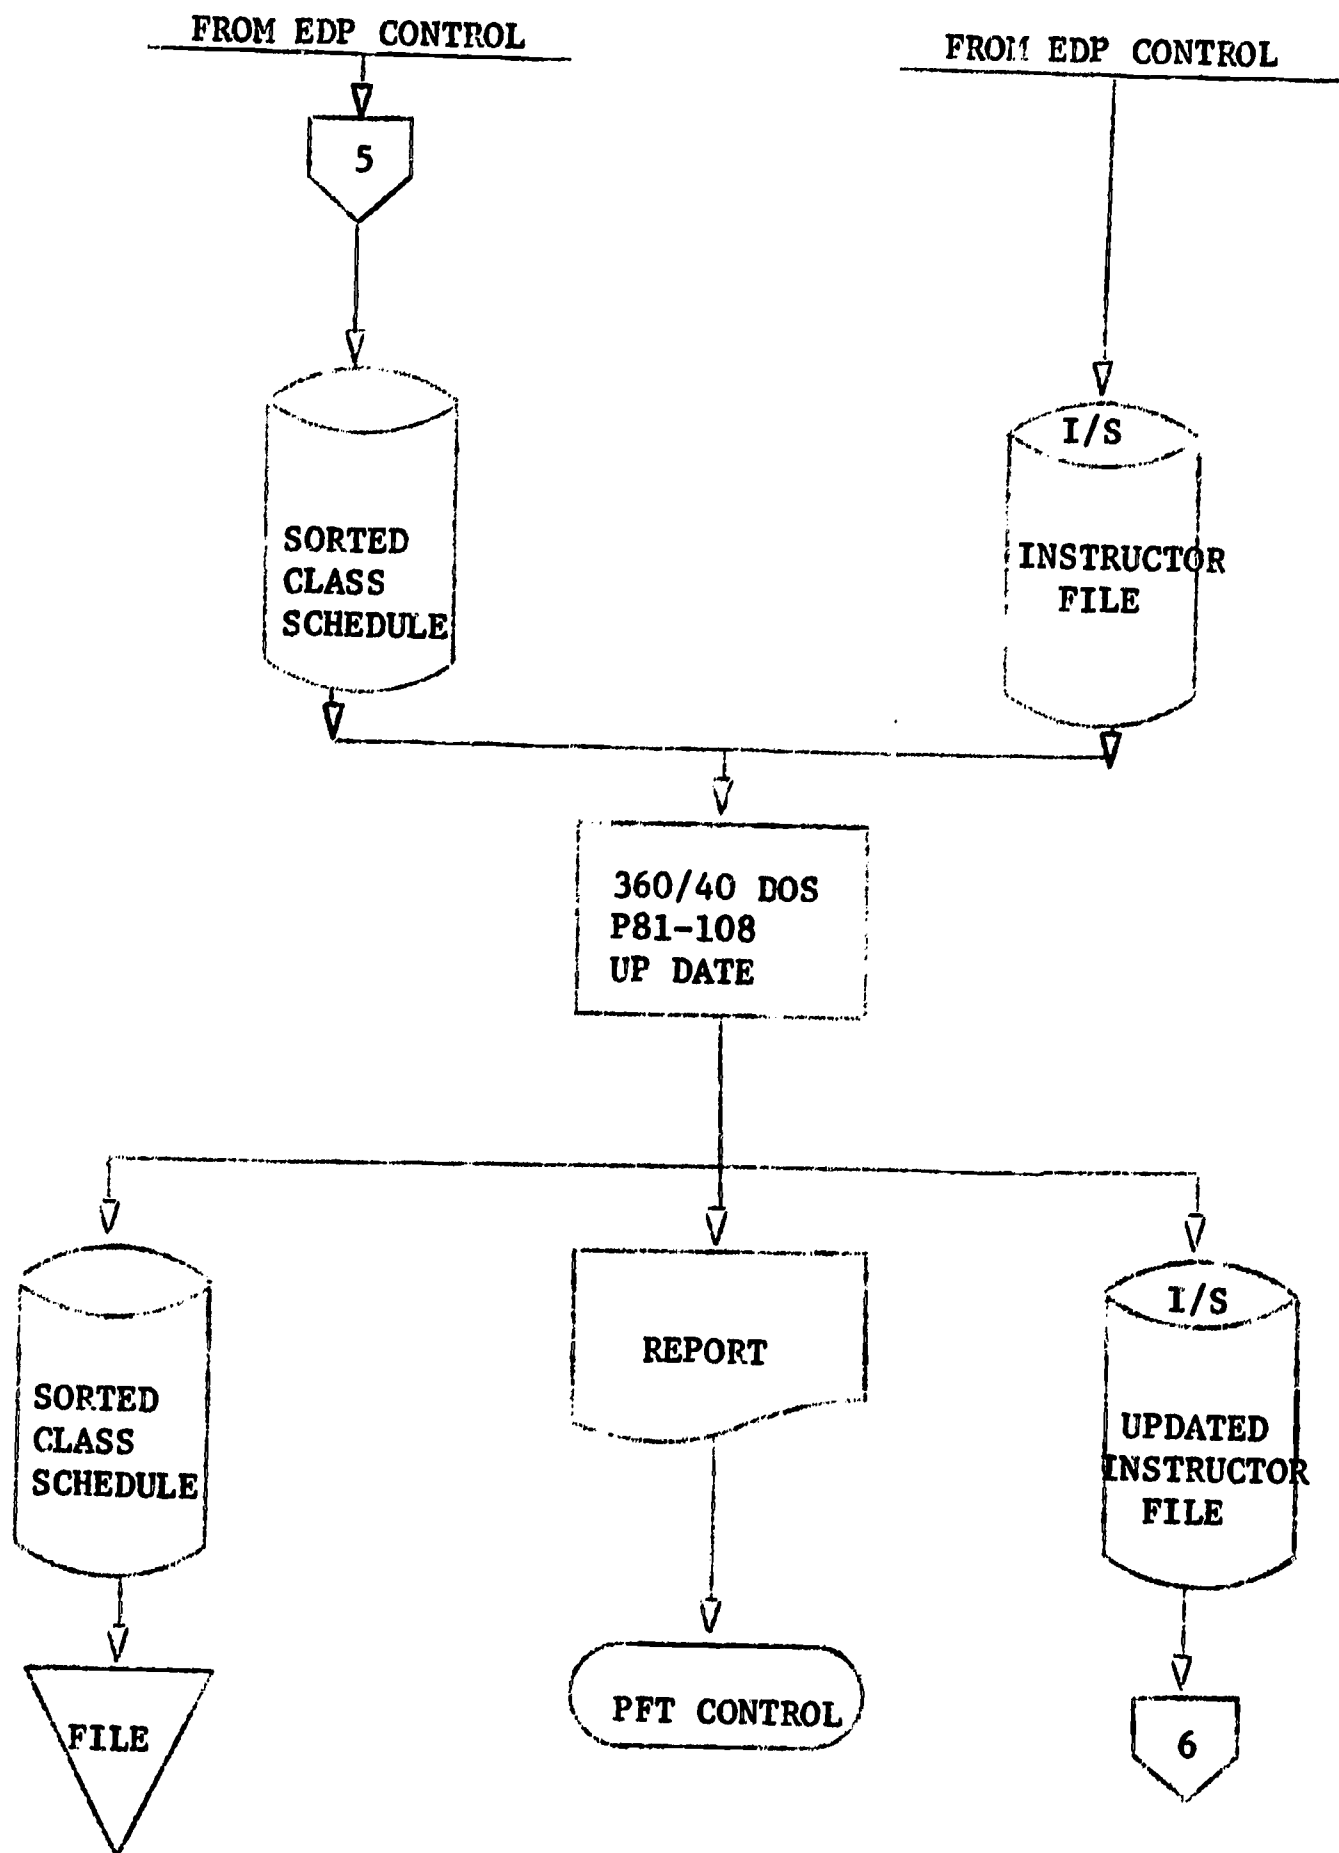 FROM EDP CONTROL
FROM EDP CONTROL
5
I/S
SORTED
CLASS
SCHEDULE
INSTRUCTOR
FILE
360/40 DOS
P81-108
UP DATE
SORTED
CLASS
SCHEDULE
REPORT
I/S
UPDATED
INSTRUCTOR
FILE
FILE
PFT CONTROL
6